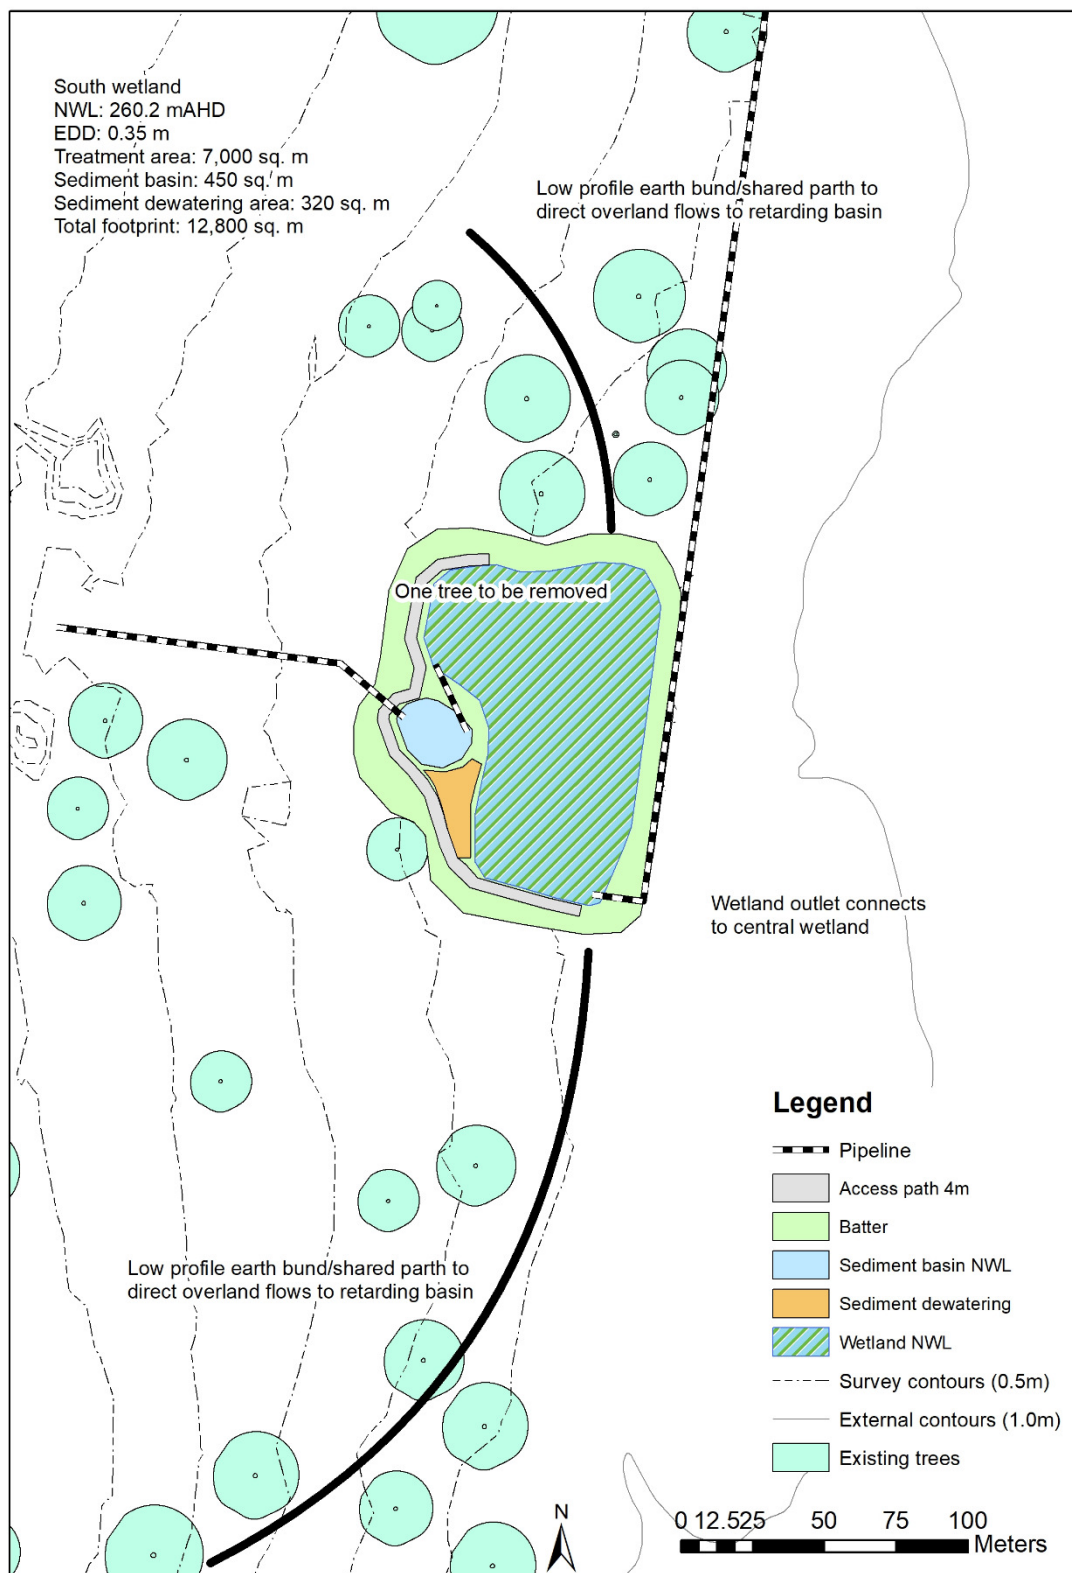 South wetland
NWL: 260.2 mAHD
EDD: 0.35 m
Treatment area: 7,000 sq. m
Sediment basin: 450 sq. m
Sediment dewatering area: 320 sq. m
Total footprint: 12,800 sq. m
Low profile earth bund/shared parth to
direct overland flows to retarding basin
One tree to be removed
Wetland outlet connects
to central wetland
Low profile earth bund/shared parth to
direct overland flows to retarding basin
Legend
Pipeline
Access path 4m
Batter
Sediment basin NWL
Sediment dewatering
Wetland NWL
Survey contours (0.5m)
External contours (1.0m)
Existing trees
N
0 12.525 50 75 100
Meters